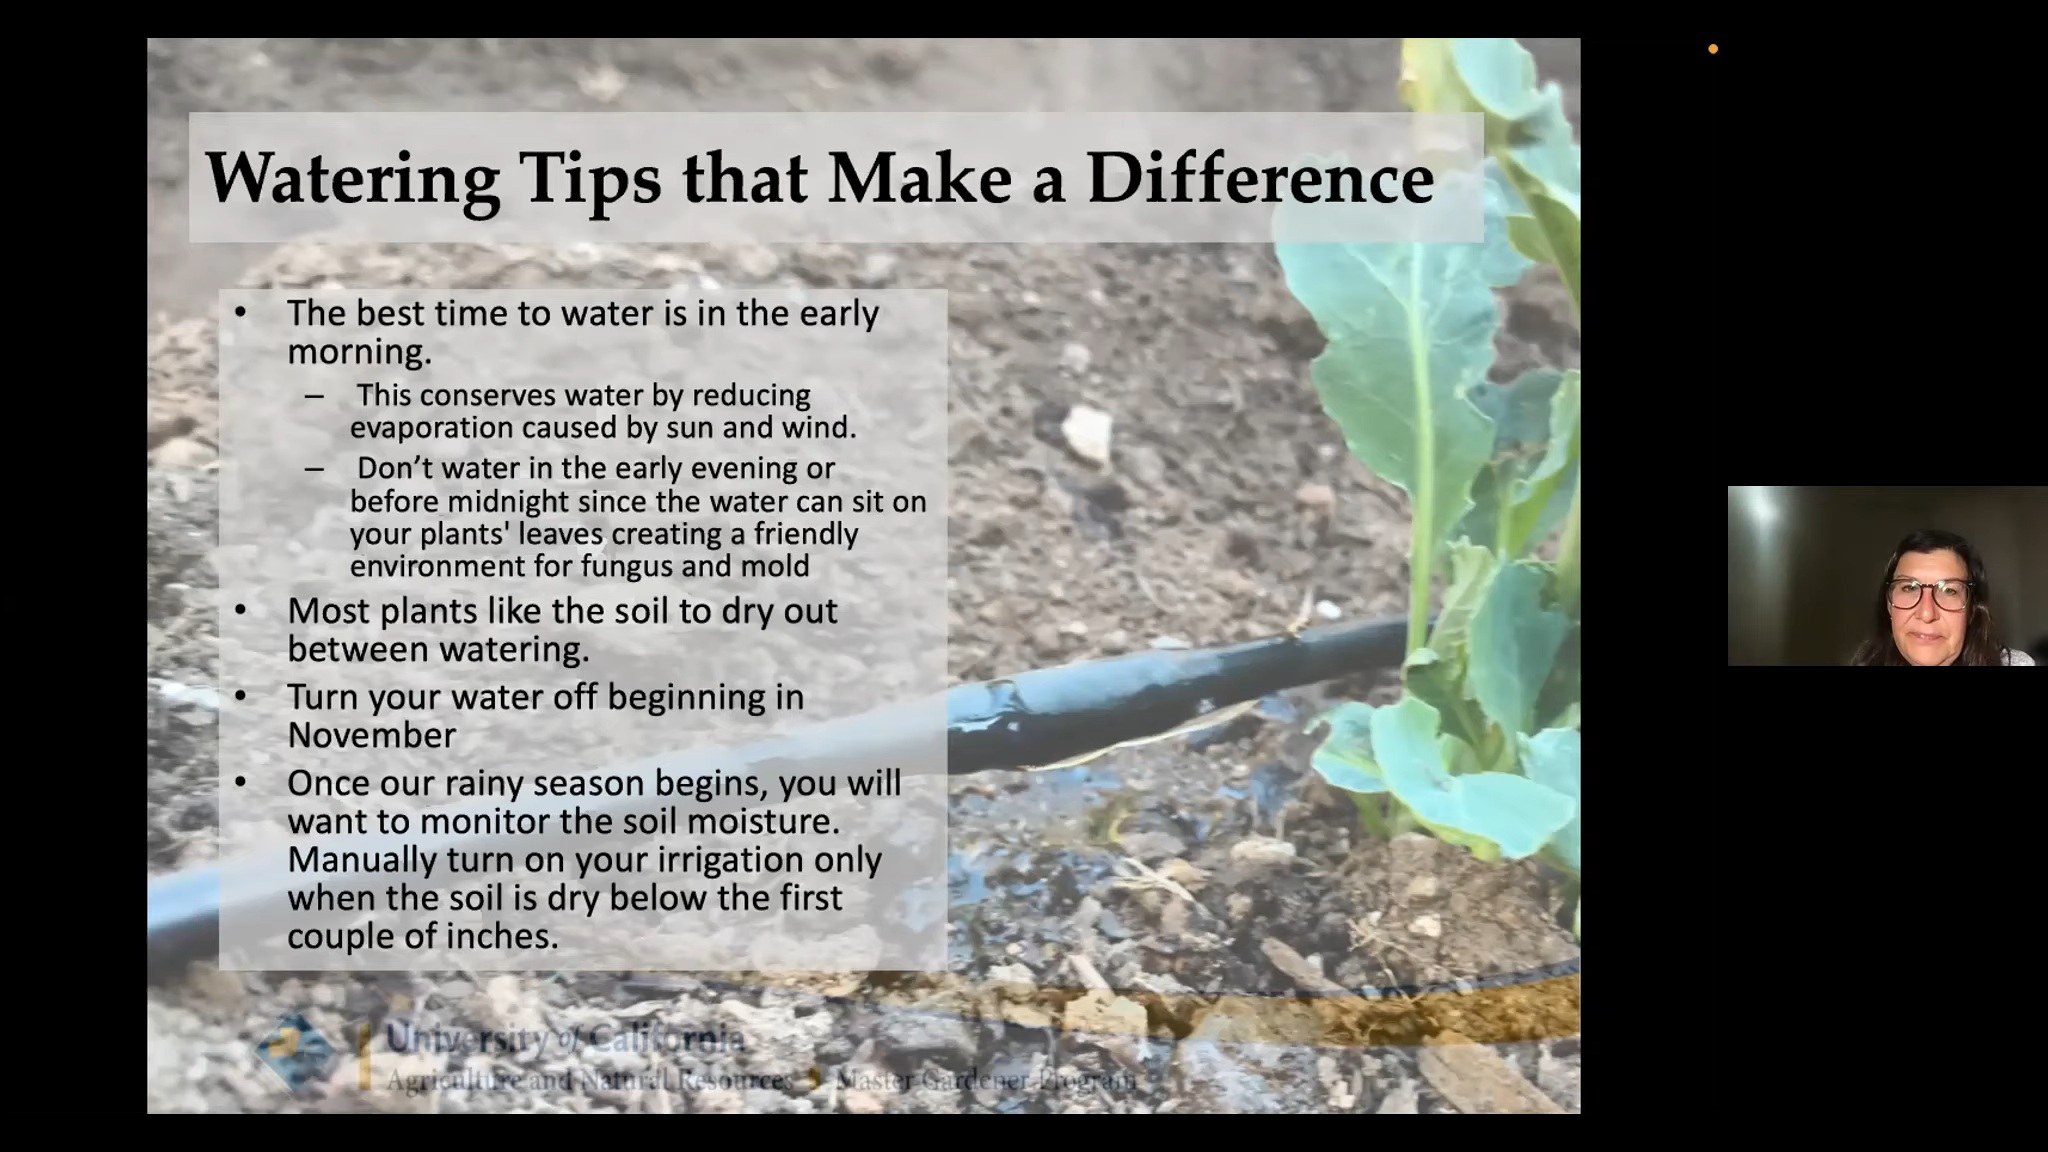 Watering Tips that Make a Difference
• The best time to water is in the early
morning.
– This conserves water by reducing
evaporation caused by sun and wind.
– Don’t water in the early evening or
before midnight since the water can sit on
your plants' leaves creating a friendly
environment for fungus and mold
• Most plants like the soil to dry out
between watering.
• Turn your water off beginning in
November
• Once our rainy season begins, you will
want to monitor the soil moisture.
Manually turn on your irrigation only
when the soil is dry below the first
couple of inches.
University of California
Agriculture and Natural Resources Master Gardener Program